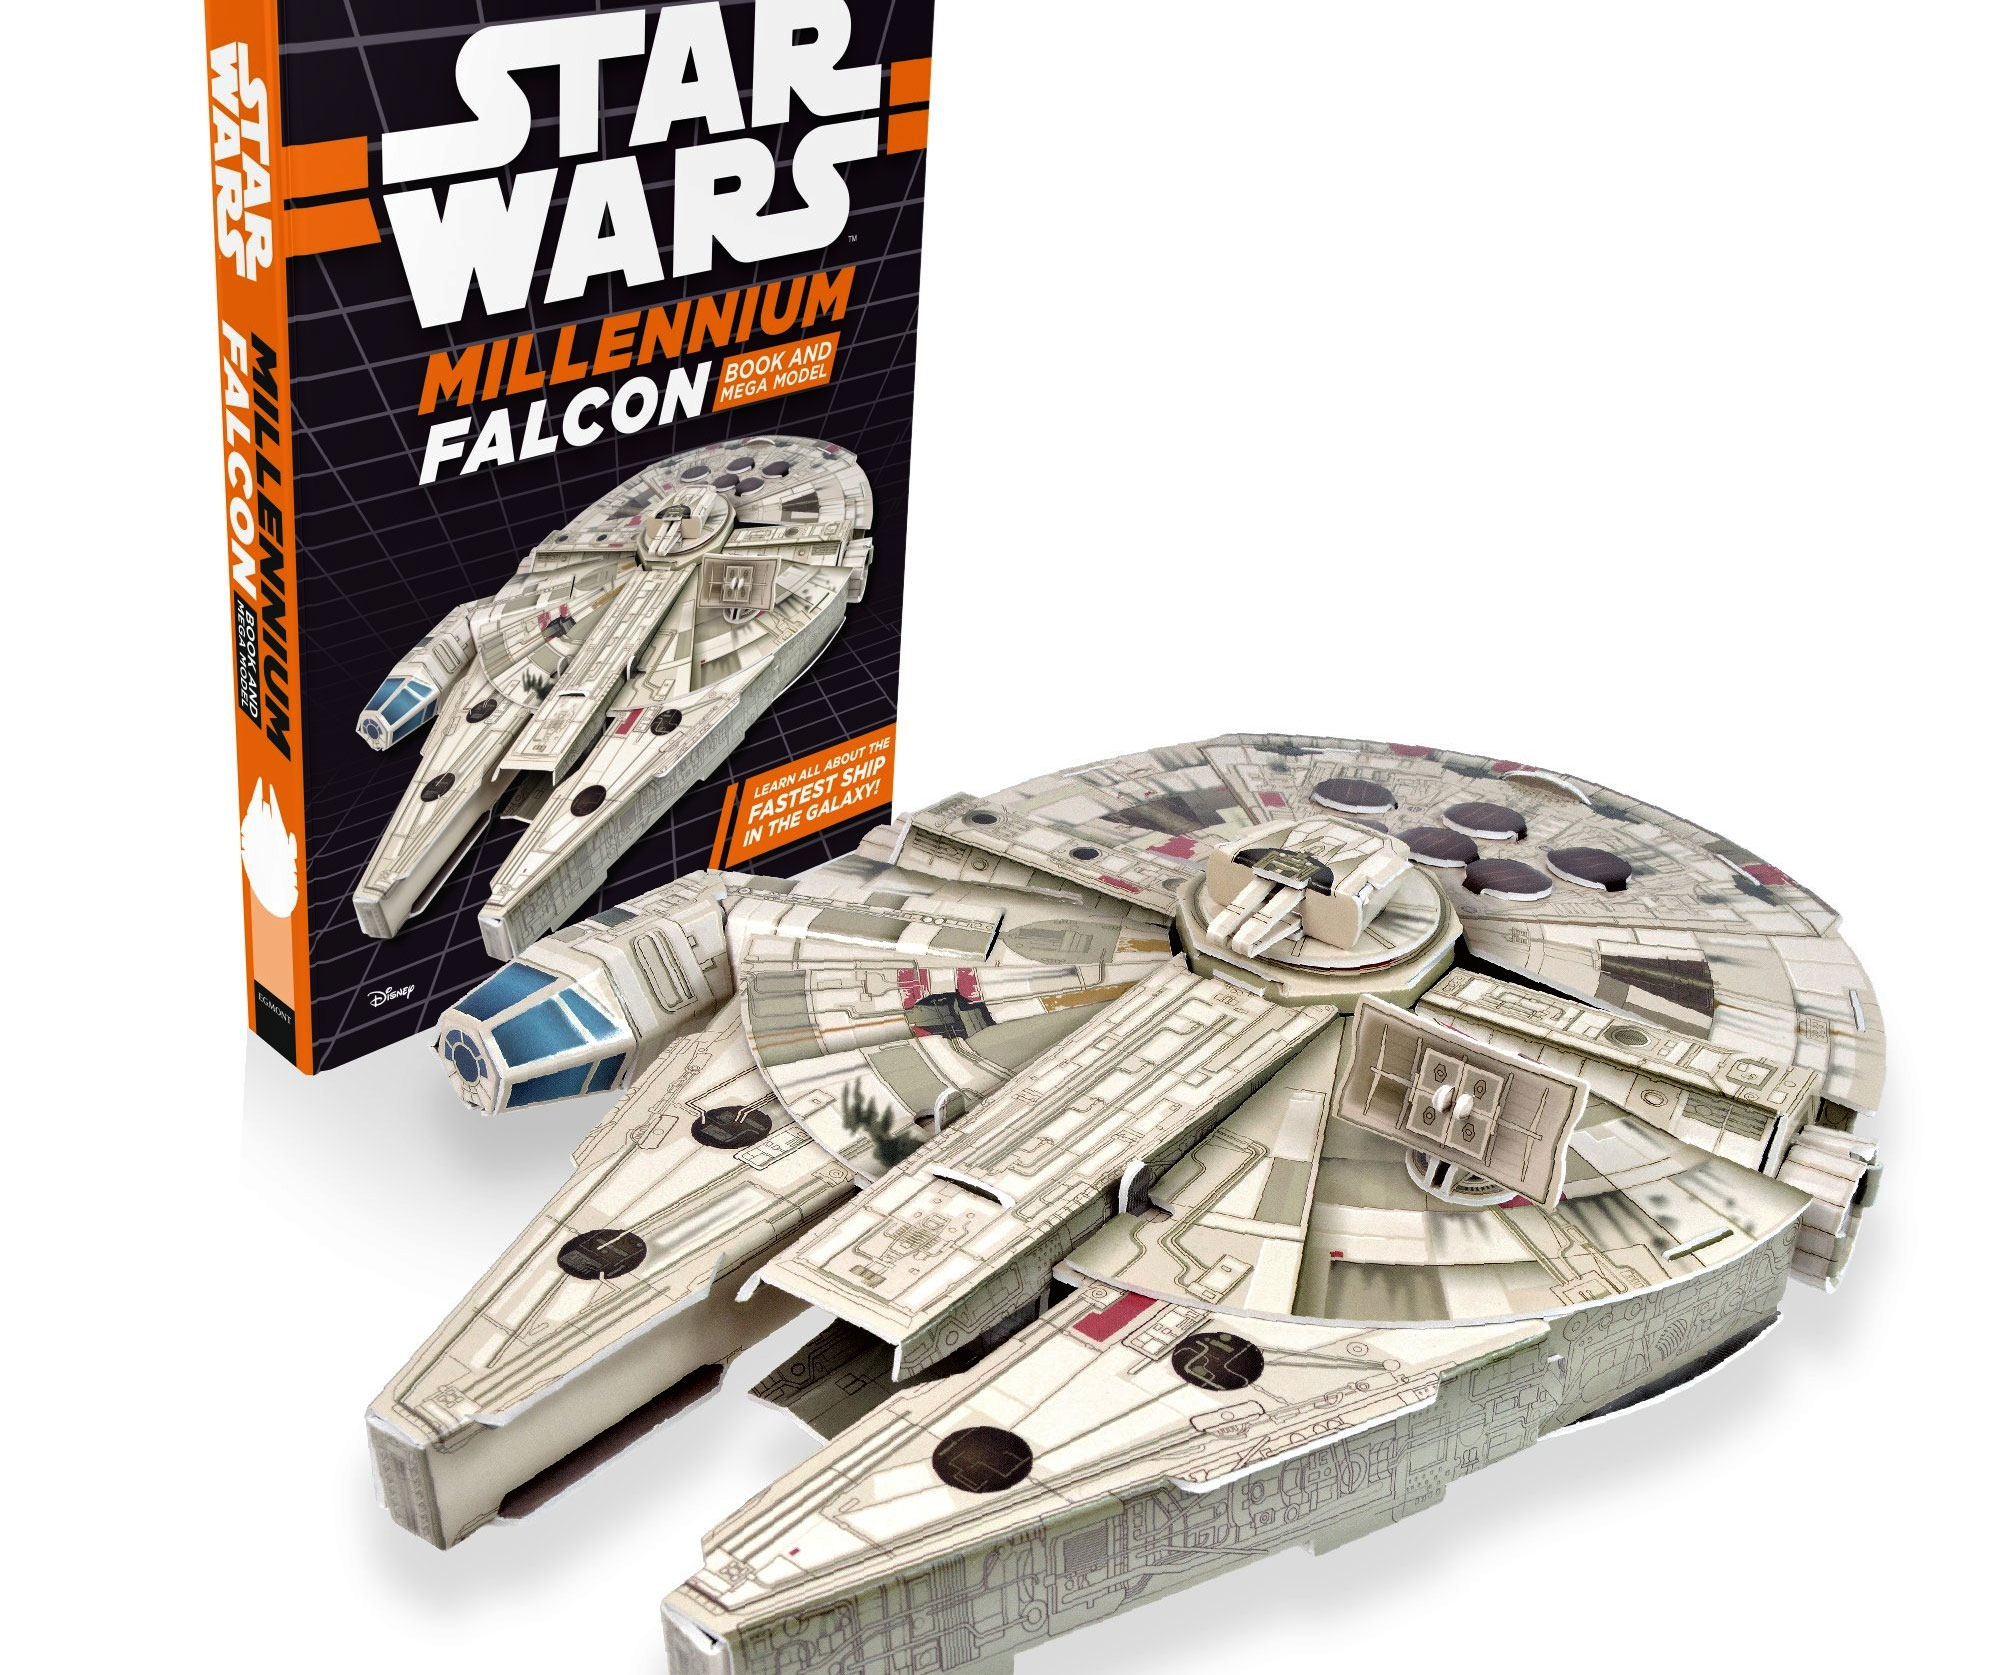 STAR
WARS
™
MILLENNIUM
FALCON
BOOK AND
MEGA MODEL
LEARN ALL ABOUT THE
FASTEST SHIP
IN THE GALAXY!
Disney
STAR
WARS
MILLENNIUM
FALCON
BOOK AND
MEGA MODEL
EGMONT